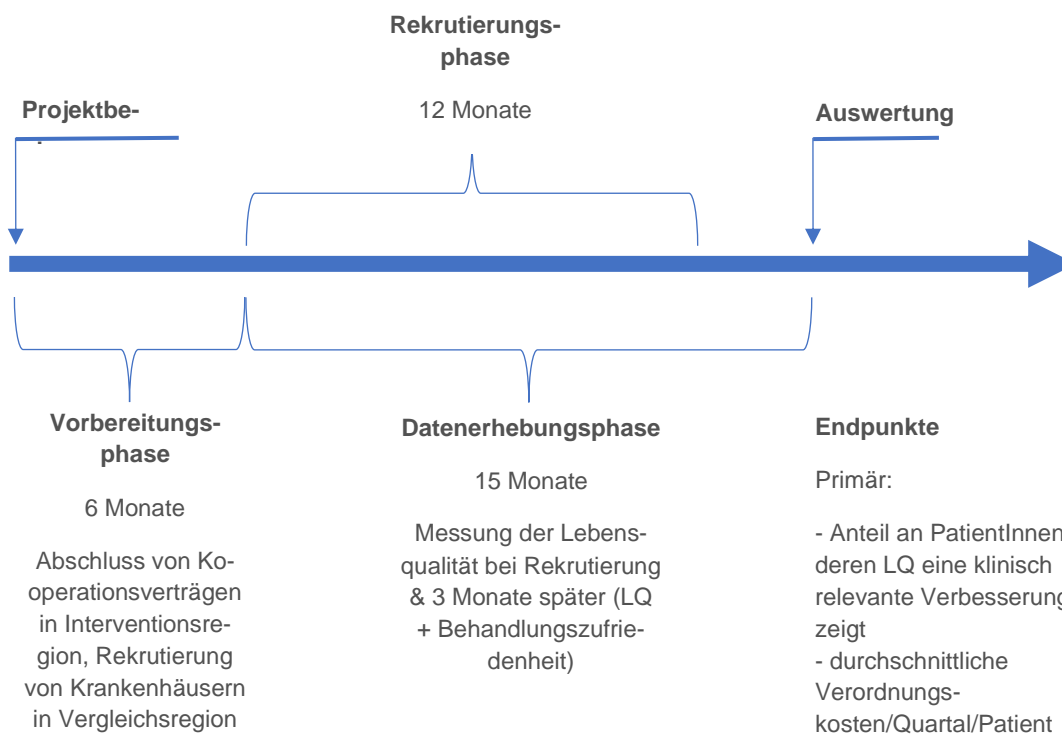 Rekrutierungs-
phase
12 Monate
Projektbe-
Auswertung
Vorbereitungs-
phase
6 Monate
Abschluss von Ko-
operationsverträgen
in Interventionsre-
gion, Rekrutierung
von Krankenhäusern
in Vergleichsregion
Datenerhebungsphase
15 Monate
Messung der Lebens-
qualität bei Rekrutierung
& 3 Monate später (LQ
+ Behandlungszufrie-
denheit)
Endpunkte
Primär:
- Anteil an PatientInnen
deren LQ eine klinisch
relevante Verbesserung
zeigt
- durchschnittliche
Verordnungs-
kosten/Quartal/Patient